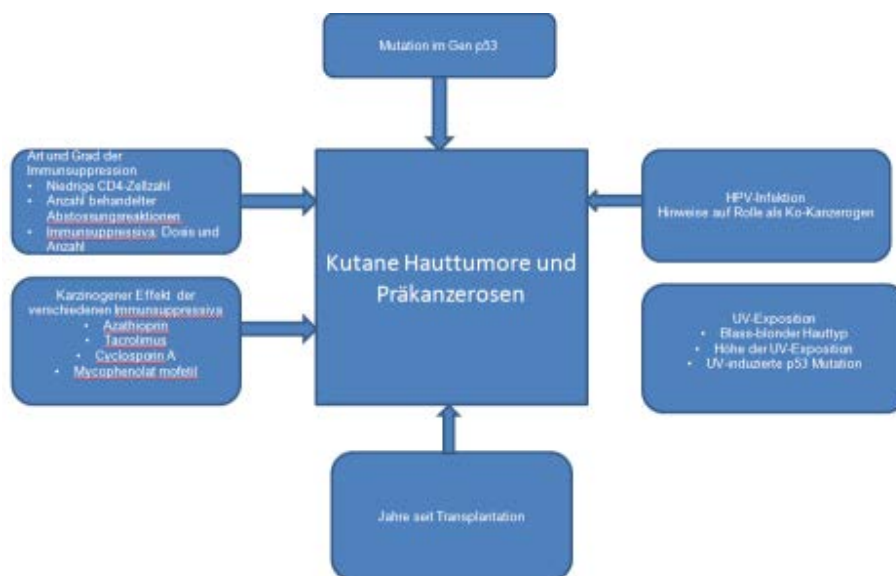 Mutation im Gen p53
Art und Grad der
Immunsuppression
• Niedrige CD4-Zellzahl
• Anzahl behandelter
Abstossungsreaktionen
• Immunsuppressiva: Dosis und
Anzahl
Karzinogener Effekt der
verschiedenen Immunsuppressiva
• Azathioprin
• Tacrolimus
• Cyclosporin A
• Mycophenolat mofetil
Kutane Hauttumore und
Präkanzerosen
HPV-Infektion
Hinweise auf Rolle als Ko-Kanzerogen
UV-Exposition
• Blass-blonder Hauttyp
• Höhe der UV-Exposition
• UV-induzierte p53 Mutation
Jahre seit Transplantation